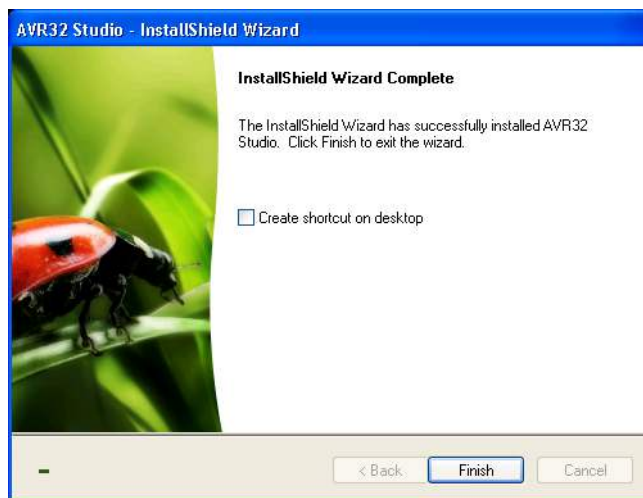 AVR32 Studio - InstallShield Wizard
InstallShield Wizard Complete
The InstallShield Wizard has successfully installed AVR32
Studio. Click Finish to exit the wizard.
Create shortcut on desktop
< Back Finish Cancel